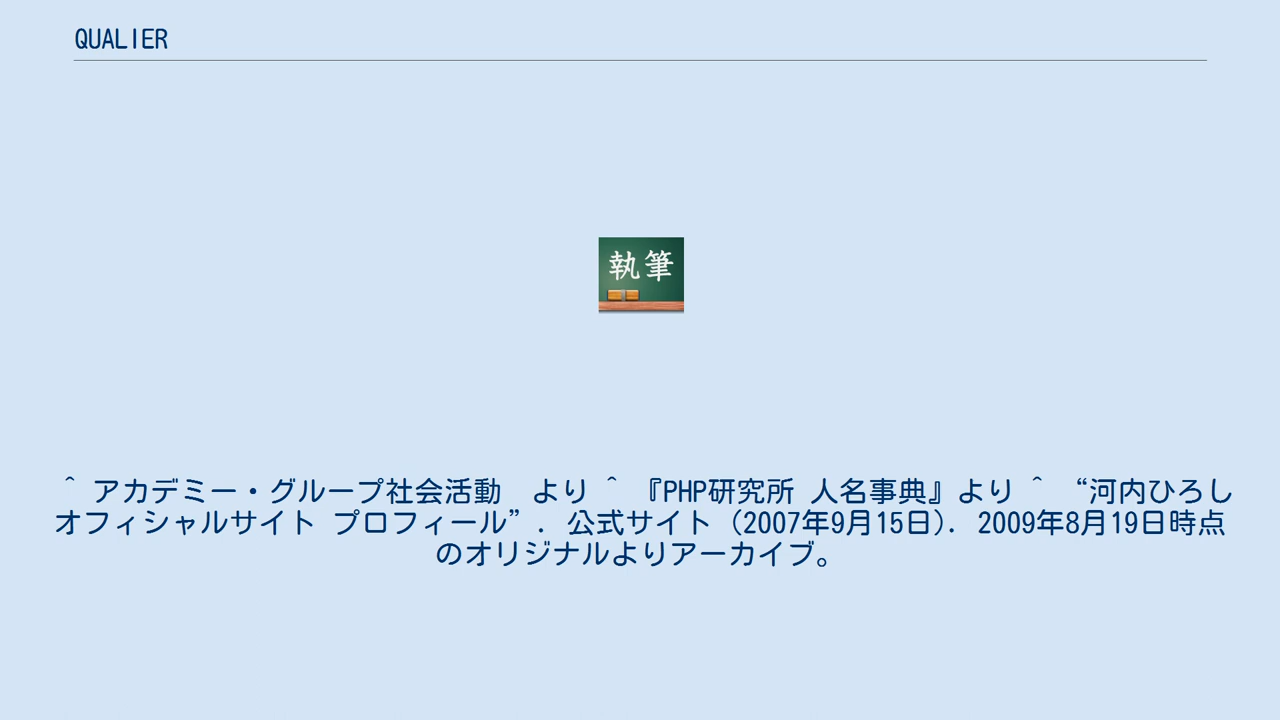 QUALIER
執筆
^ アカデミー・グループ社会活動　より ^ 『PHP研究所 人名事典』より ^ “河内ひろし
オフィシャルサイト プロフィール”. 公式サイト (2007年9月15日). 2009年8月19日時点
のオリジナルよりアーカイブ。